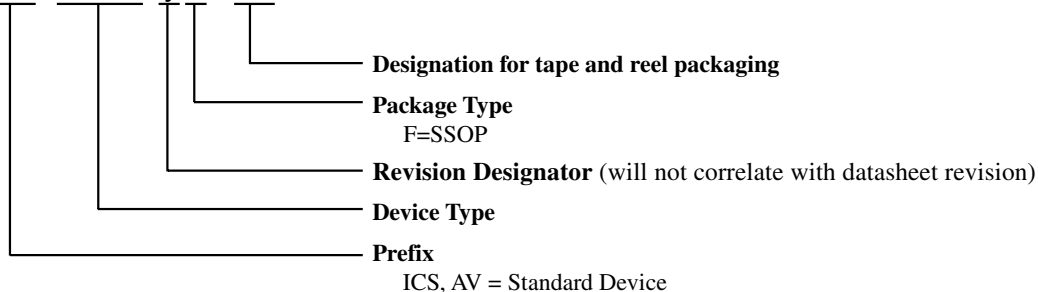 Designation for tape and reel packaging
Package Type
F=SSOP
Revision Designator (will not correlate with datasheet revision)
Device Type
Prefix
ICS, AV = Standard Device